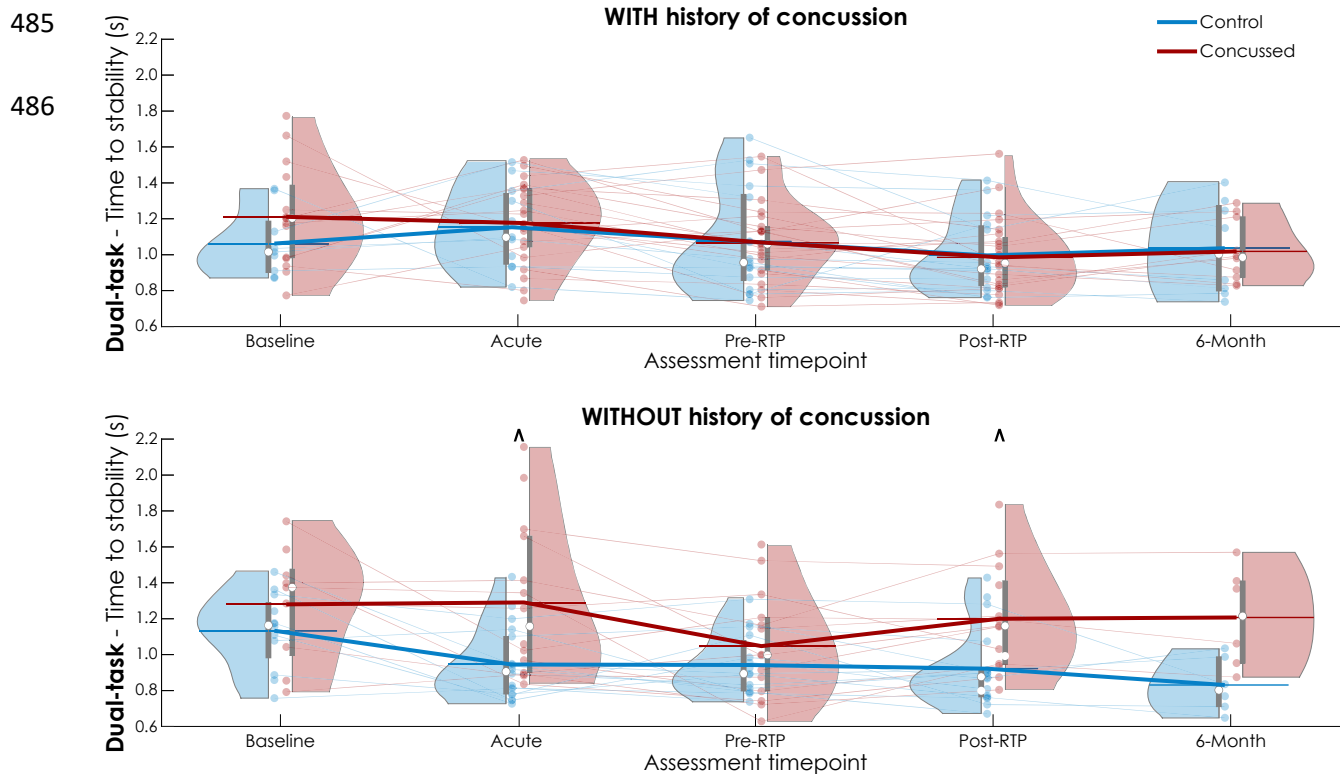 485
WITH history of concussion
Control
Concussed
486
Dual-task - Time to stability (s)
2.2
2.0
1.8
1.6
1.4
1.2
1.0
0.8
0.6
Baseline Acute Pre-RTP Post-RTP 6-Month
Assessment timepoint
WITHOUT history of concussion
^ ^
Dual-task - Time to stability (s)
2.2
2.0
1.8
1.6
1.4
1.2
1.0
0.8
0.6
Baseline Acute Pre-RTP Post-RTP 6-Month
Assessment timepoint